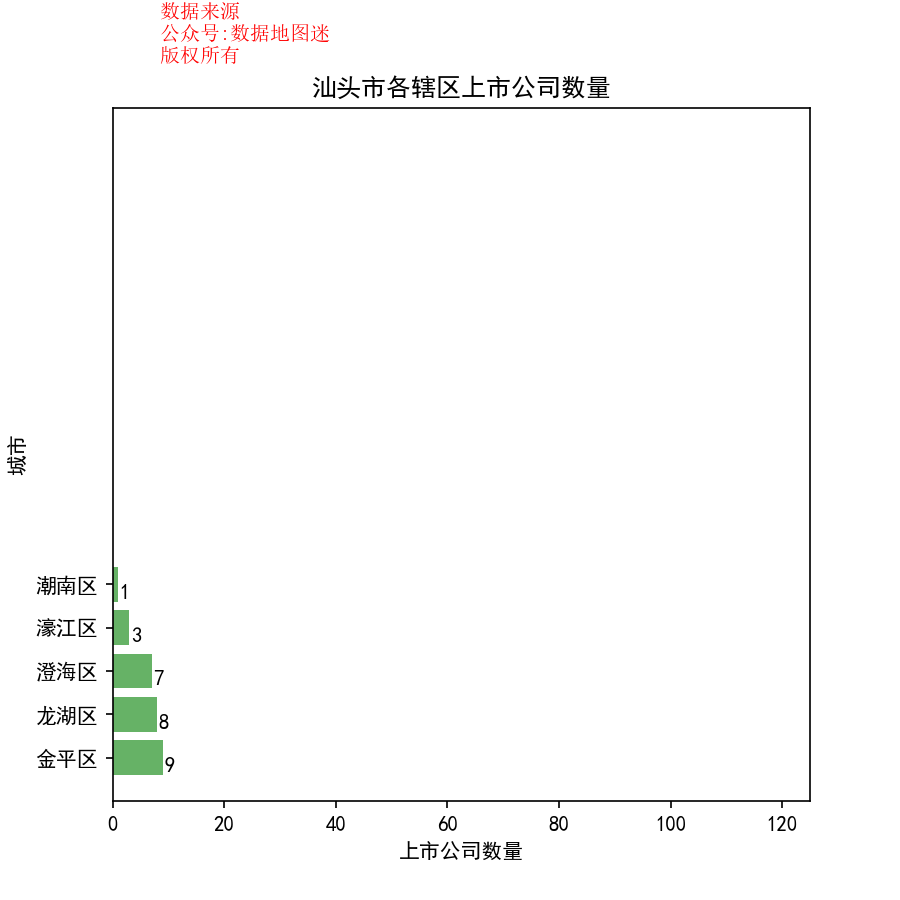 数据来源
公众号:数据地图迷
版权所有
汕头市各辖区上市公司数量
城市
潮南区 1
濠江区 3
澄海区 7
龙湖区 8
金平区 9
0 20 40 60 80 100 120
上市公司数量